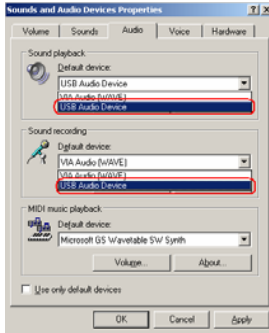 Sounds and Audio Devices Properties
Volume Sounds Audio Voice Hardware
Sound playback
Default device:
USB Audio Device
VIA Audio (WAVE)
USB Audio Device
Sound recording
Default device:
VIA Audio (WAVE)
VIA Audio (WAVE)
USB Audio Device
MIDI music playback
Default device:
Microsoft GS Wavetable SW Synth
Volume... About...
Use only default devices
OK Cancel Apply